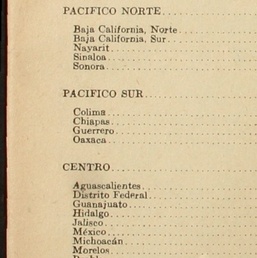 PACIFICO NORTE
Baja California, Norte
Baja California, Sur
Nayarit
Sinaloa
Sonora
PACIFICO SUR
Colima
Chiapas
Guerrero
Oaxaca
CENTRO
Aguascalientes
Distrito Federal
Guanajuato
Hidalgo
Jalisco
México
Michoacán
Morelos